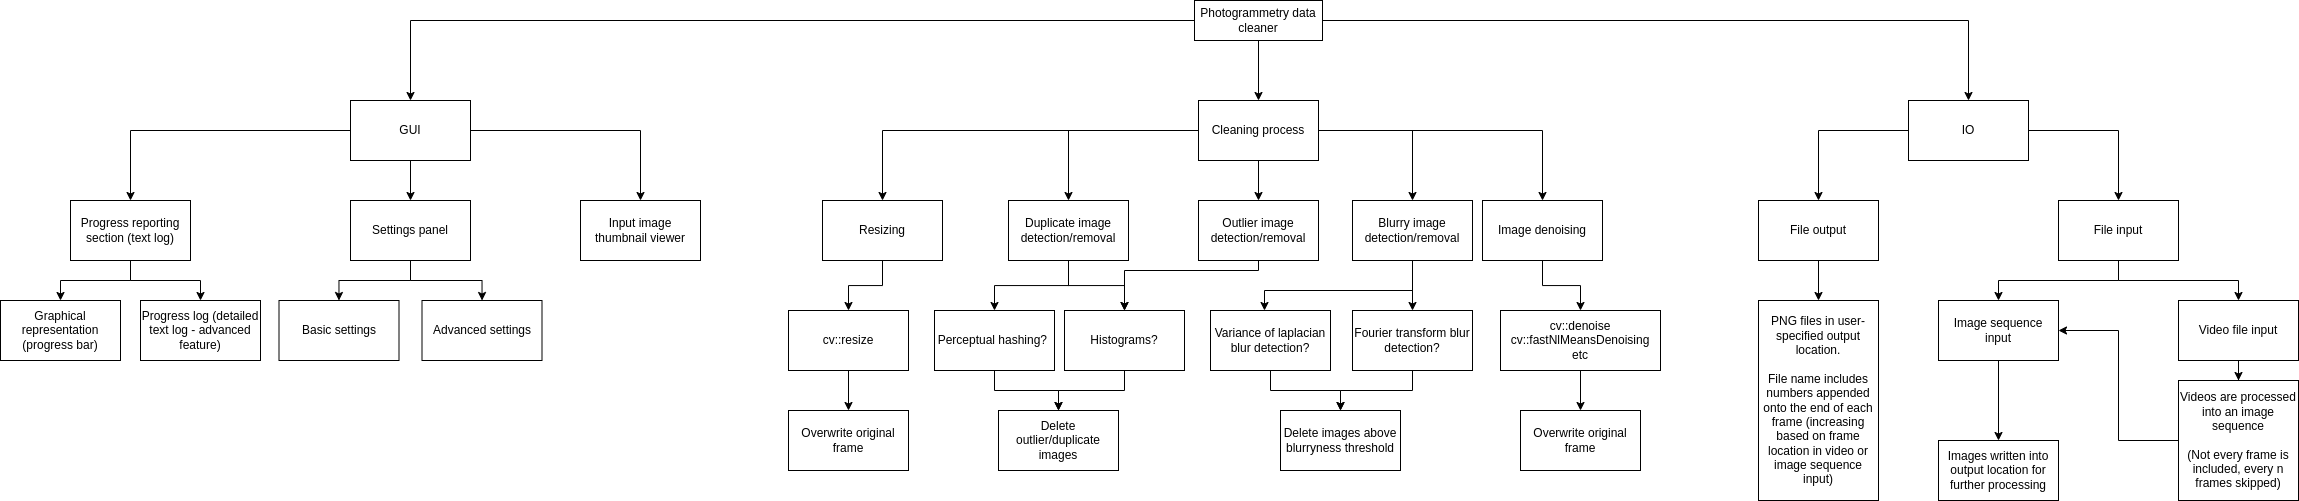 Photogrammetry data
cleaner
GUI
Cleaning process
IO
Progress reporting
section (text log)
Settings panel
Input image
thumbnail viewer
Resizing
Duplicate image
detection/removal
Outlier image
detection/removal
Blurry image
detection/removal
Image denoising
File output
File input
Graphical
representation
(progress bar)
Progress log (detailed
text log - advanced
feature)
Basic settings
Advanced settings
cv::resize
Perceptual hashing?
Histograms?
Variance of laplacian
blur detection?
Fourier transform blur
detection?
cv::denoise
cv::fastNlMeansDenoising
etc
PNG files in user-
specified output
location.
File name includes
numbers appended
onto the end of each
frame (increasing
based on frame
location in video or
image sequence
input)
Image sequence
input
Video file input
Overwrite original
frame
Delete
outlier/duplicate
images
Delete images above
blurryness threshold
Overwrite original
frame
Images written into
output location for
further processing
Videos are processed
into an image
sequence
(Not every frame is
included, every n
frames skipped)